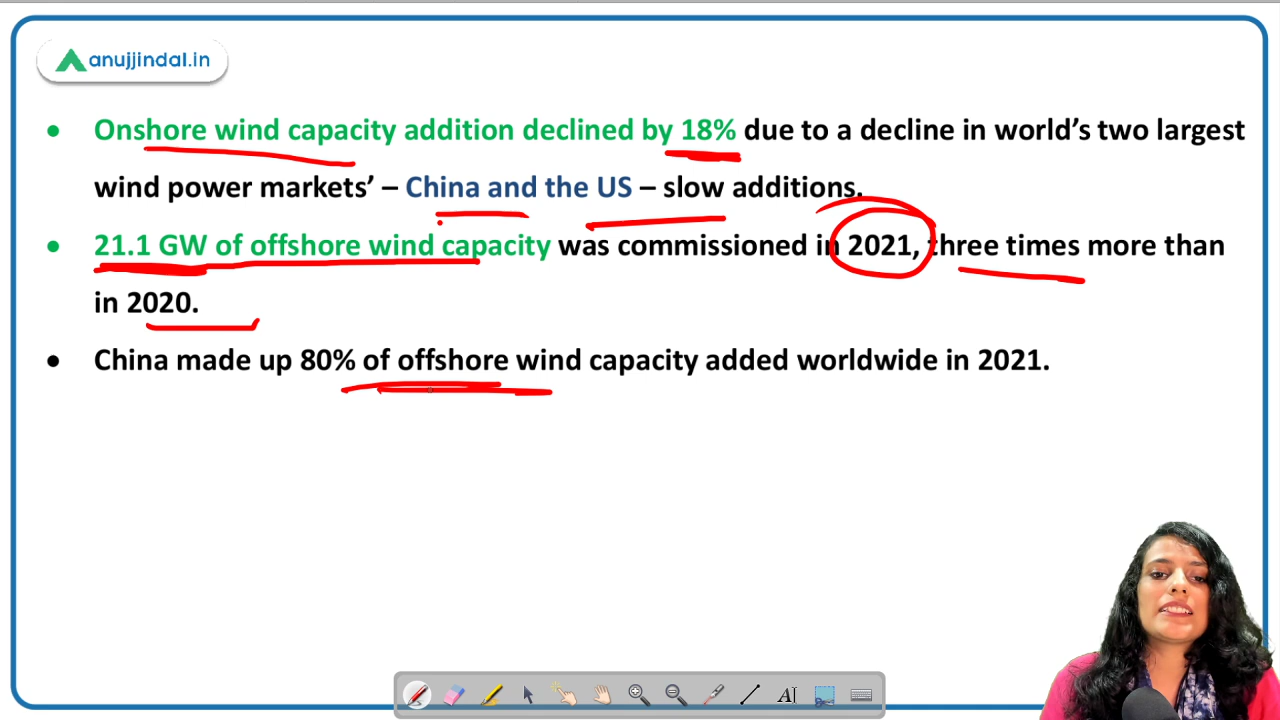 anujjindal.in
• Onshore wind capacity addition declined by 18% due to a decline in world’s two largest
wind power markets’ – China and the US – slow additions.
• 21.1 GW of offshore wind capacity was commissioned in 2021, three times more than
in 2020.
• China made up 80% of offshore wind capacity added worldwide in 2021.
A